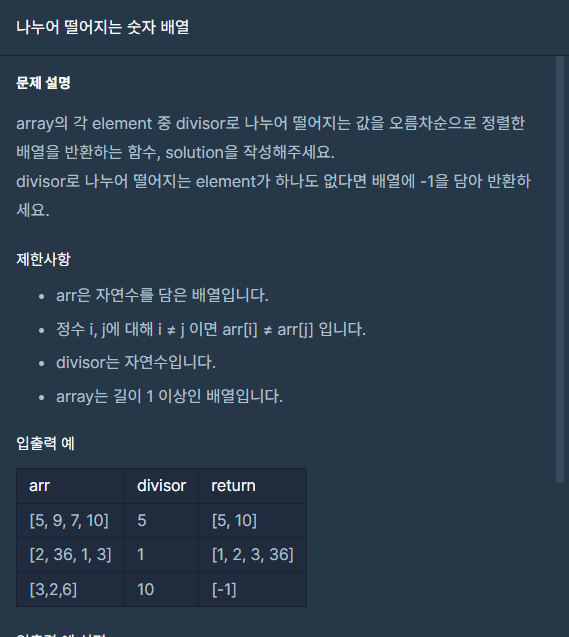 나누어 떨어지는 숫자 배열
문제 설명
array의 각 element 중 divisor로 나누어 떨어지는 값을 오름차순으로 정렬한
배열을 반환하는 함수, solution을 작성해주세요.
divisor로 나누어 떨어지는 element가 하나도 없다면 배열에 -1을 담아 반환하
세요.
제한사항
• arr은 자연수를 담은 배열입니다.
• 정수 i, j에 대해 i ≠ j 이면 arr[i] ≠ arr[j] 입니다.
• divisor는 자연수입니다.
• array는 길이 1 이상인 배열입니다.
입출력 예
arr divisor return
[5, 9, 7, 10] 5 [5, 10]
[2, 36, 1, 3] 1 [1, 2, 3, 36]
[3,2,6] 10 [-1]